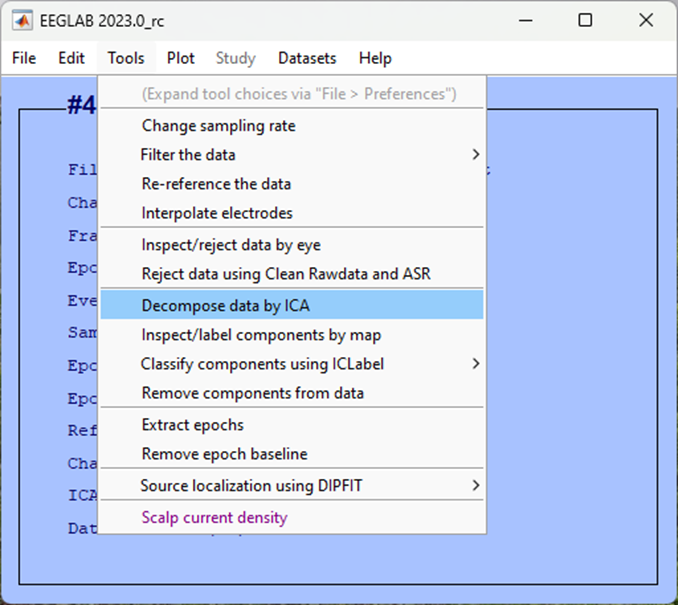 EEGLAB 2023.0_rc
File Edit Tools Plot Study Datasets Help
#4
(Expand tool choices via "File > Preferences")
Change sampling rate
Filter the data
Re-reference the data
Interpolate electrodes
Inspect/reject data by eye
Reject data using Clean Rawdata and ASR
Decompose data by ICA
Inspect/label components by map
Classify components using ICLabel
Remove components from data
Extract epochs
Remove epoch baseline
Source localization using DIPFIT
Scalp current density
Fil
Cha
Fra
Epo
Eve
Sam
Epo
Epo
Ref
Cha
ICA
Dat